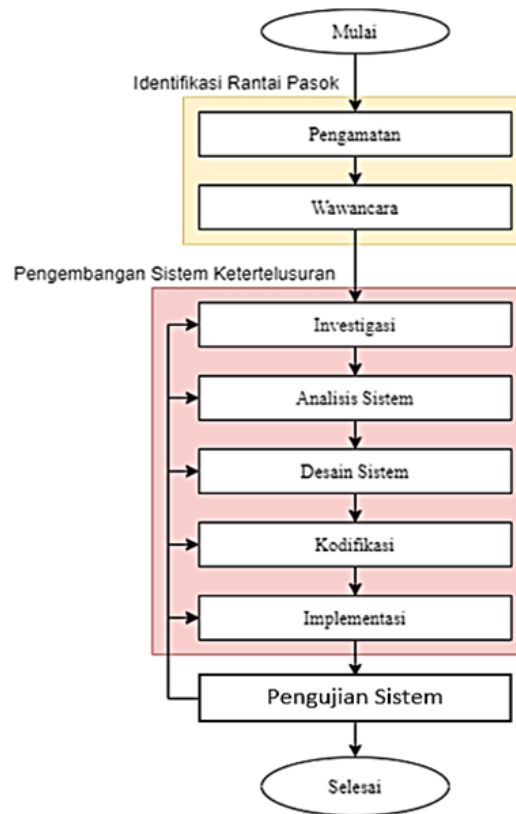 Mulai
Identifikasi Rantai Pasok
Pengamatan
Wawancara
Pengembangan Sistem Ketertelusuran
Investigasi
Analisis Sistem
Desain Sistem
Kodifikasi
Implementasi
Pengujian Sistem
Selesai